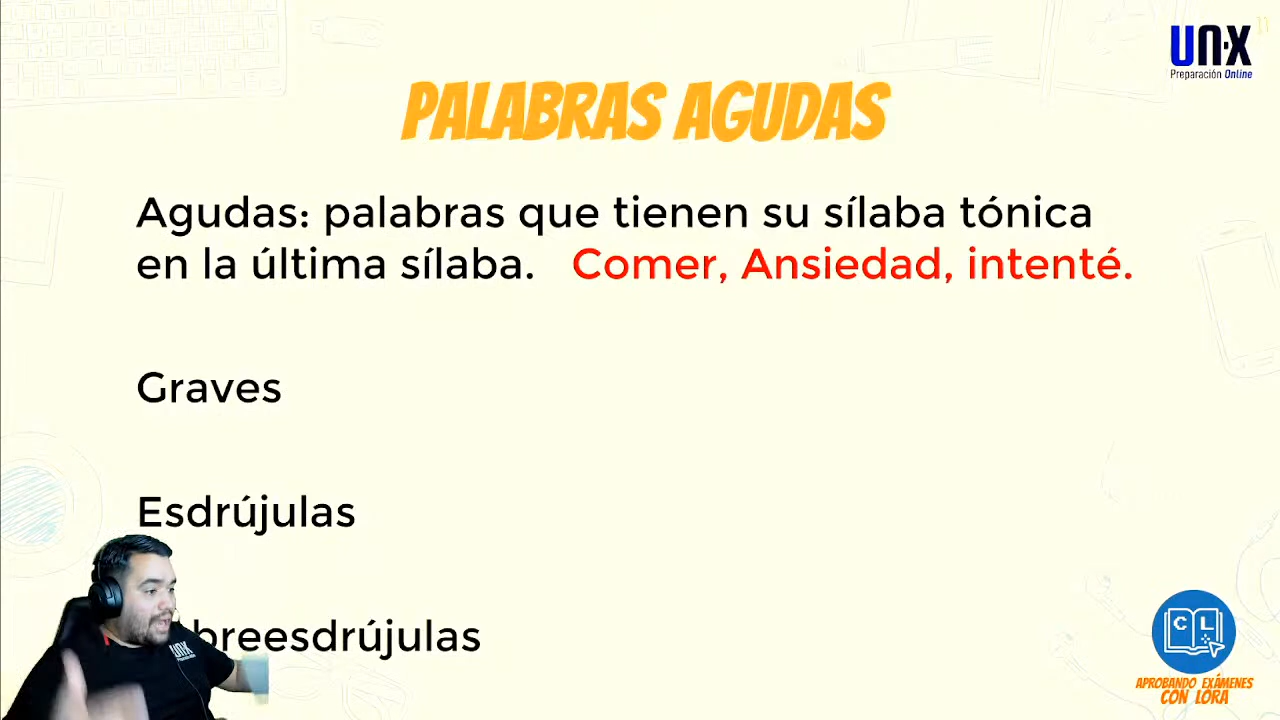 UN-X
Preparación Online
PALABRAS AGUDAS
Agudas: palabras que tienen su sílaba tónica
en la última sílaba. Comer, Ansiedad, intenté.
Graves
Esdrújulas
breesdrújulas
UNX
C L
APROBANDO EXÁMENES
CON LORA